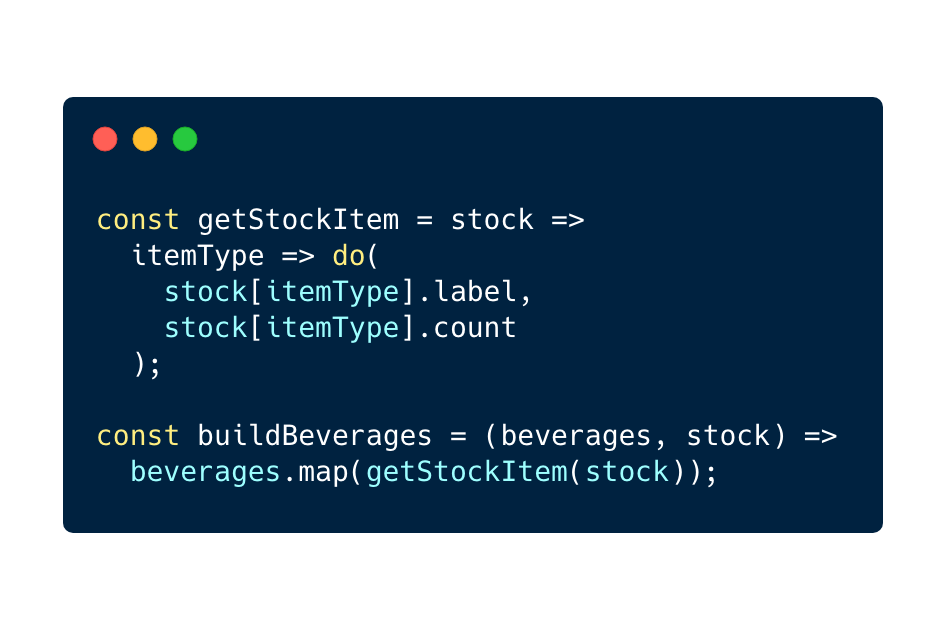 const getStockItem = stock =>
  itemType => do(
    stock[itemType].label,
    stock[itemType].count
  );

const buildBeverages = (beverages, stock) =>
  beverages.map(getStockItem(stock));